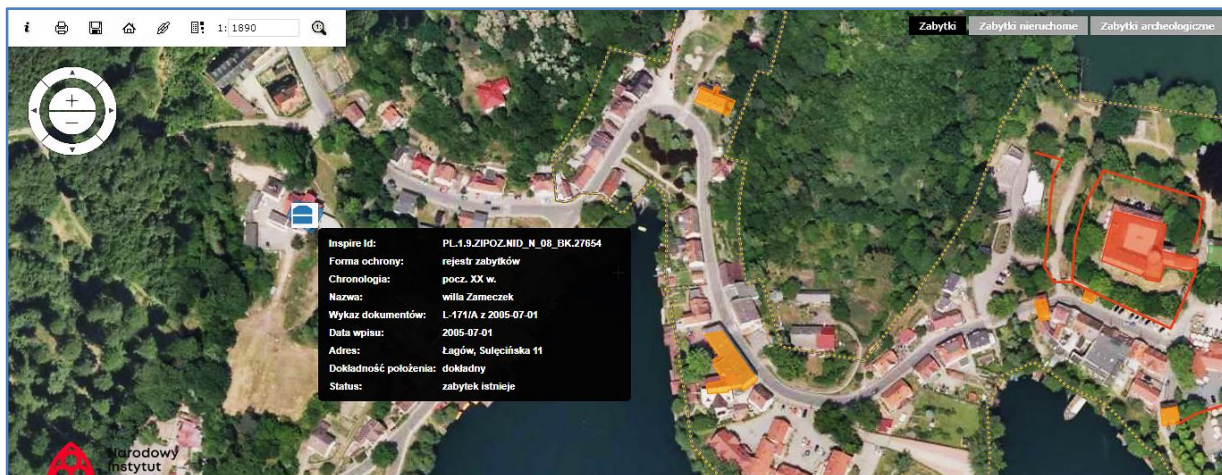 i 1: 1890 1:1
Zabytki Zabytki nieruchome Zabytki archeologiczne
Inspire Id: PL.1.9.ZIPOZ.NID_N_08_BK.27654
Forma ochrony: rejestr zabytków
Chronologia: pocz. XX w.
Nazwa: willa Zameczek
Wykaz dokumentów: L-171/A z 2005-07-01
Data wpisu: 2005-07-01
Adres: Łagów, Sulęcińska 11
Dokładność położenia: dokładny
Status: zabytek istnieje
Narodowy
Instytut